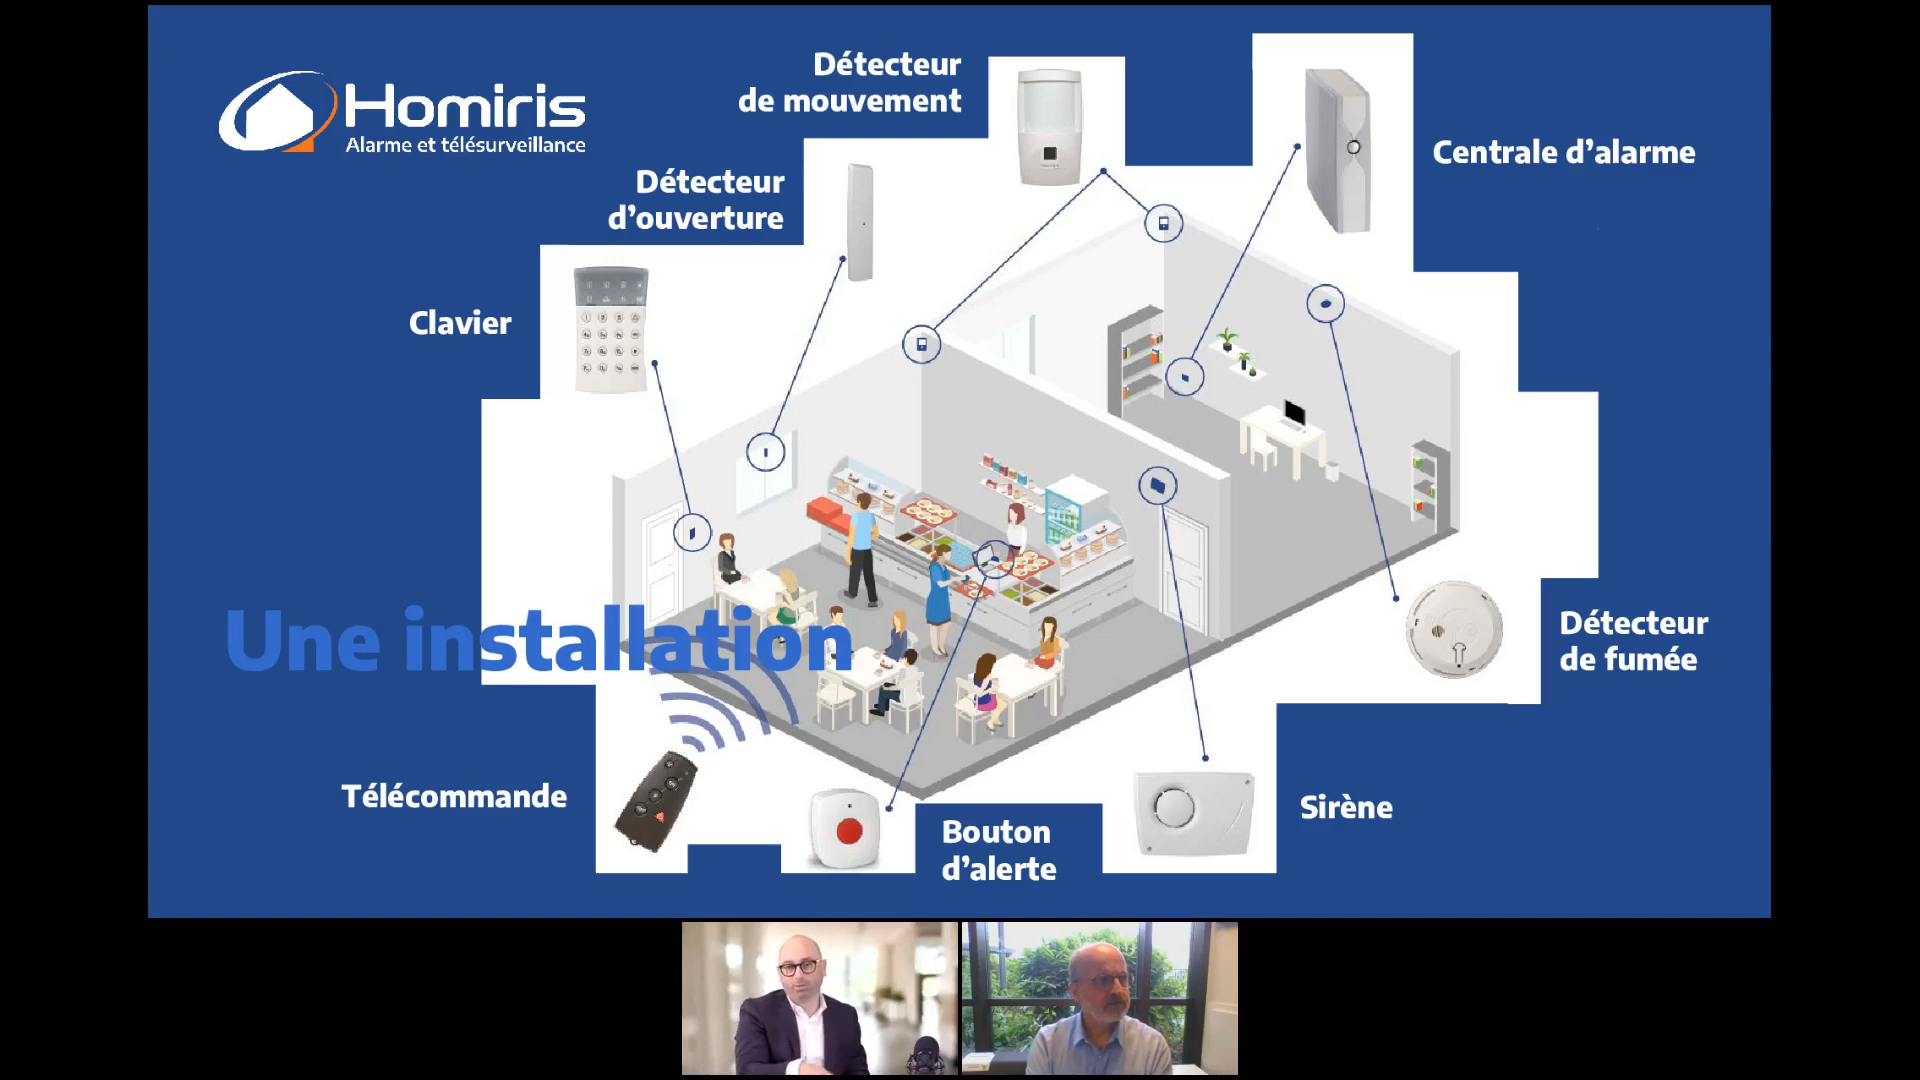 Homiris
Alarme et télésurveillance
Détecteur
de mouvement
Centrale d’alarme
Détecteur
d’ouverture
Clavier
Une installation
Détecteur
de fumée
Télécommande
Bouton
d’alerte
Sirène